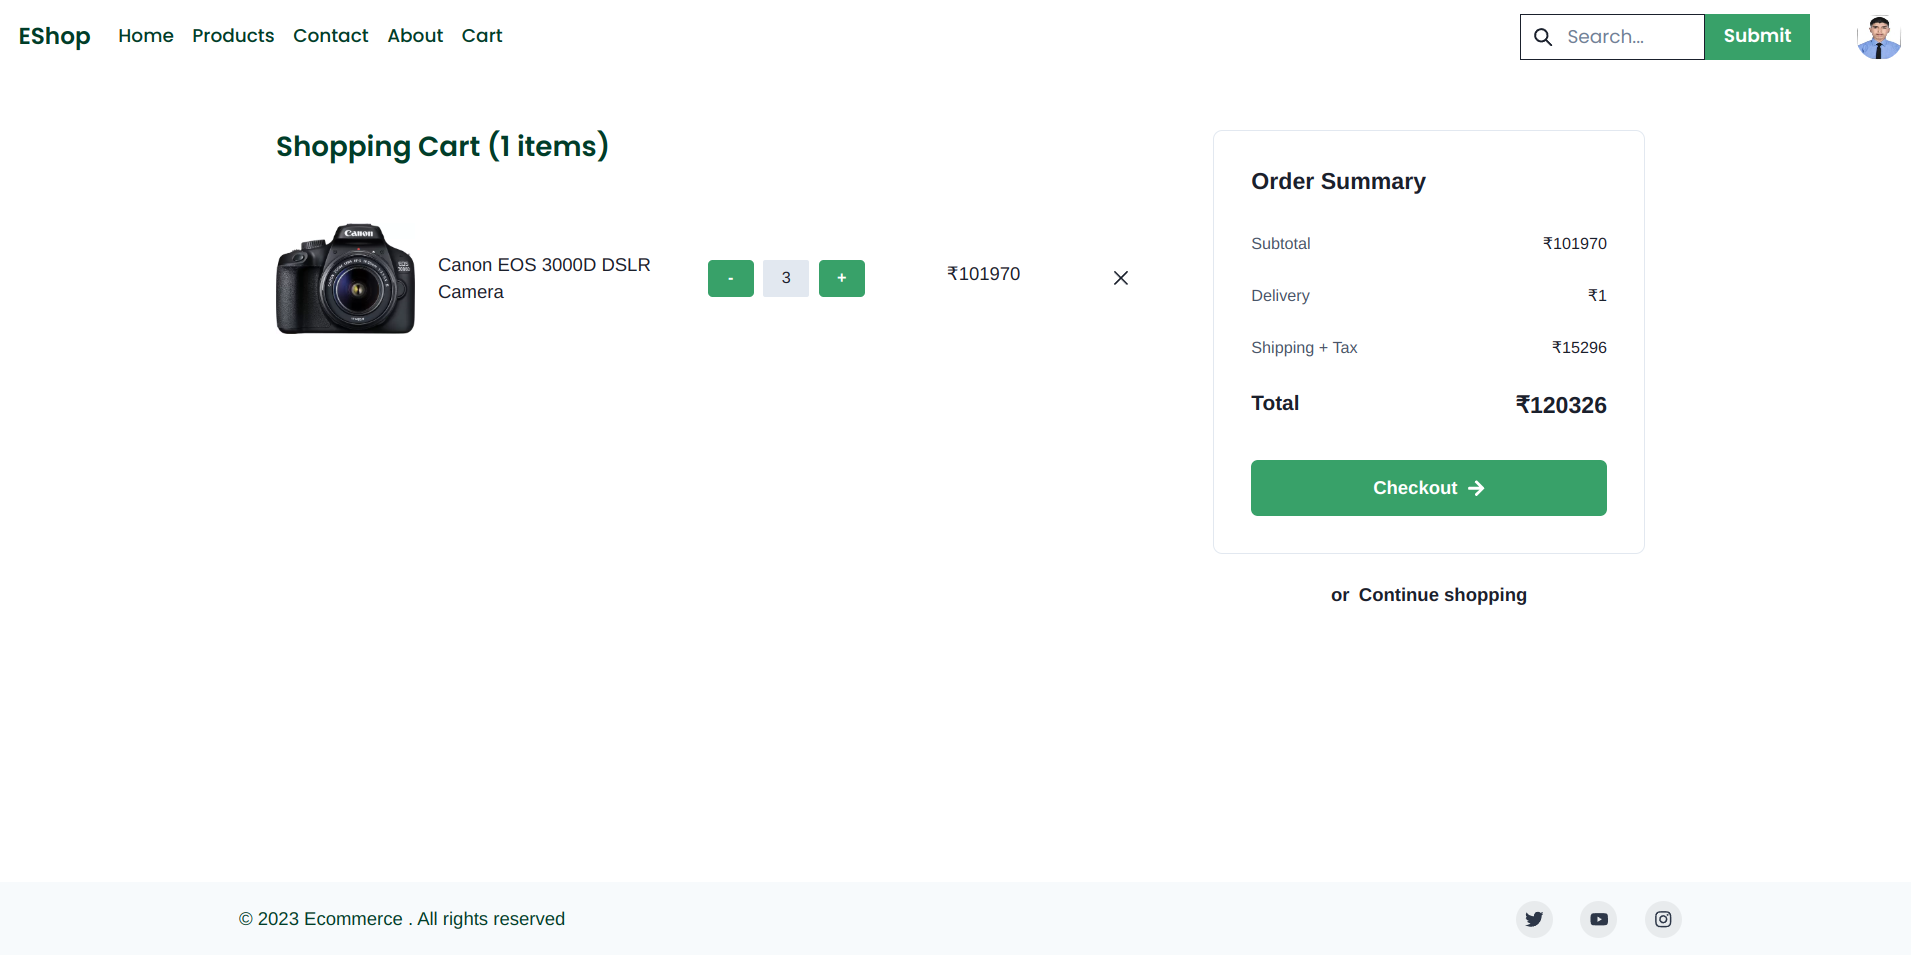 EShop Home Products Contact About Cart Search... Submit
Shopping Cart (1 items)
Canon
Canon EOS 3000D DSLR
Camera
- 3 + ₹101970
Order Summary
Subtotal ₹101970
Delivery ₹1
Shipping + Tax ₹15296
Total ₹120326
Checkout
or Continue shopping
© 2023 Ecommerce . All rights reserved